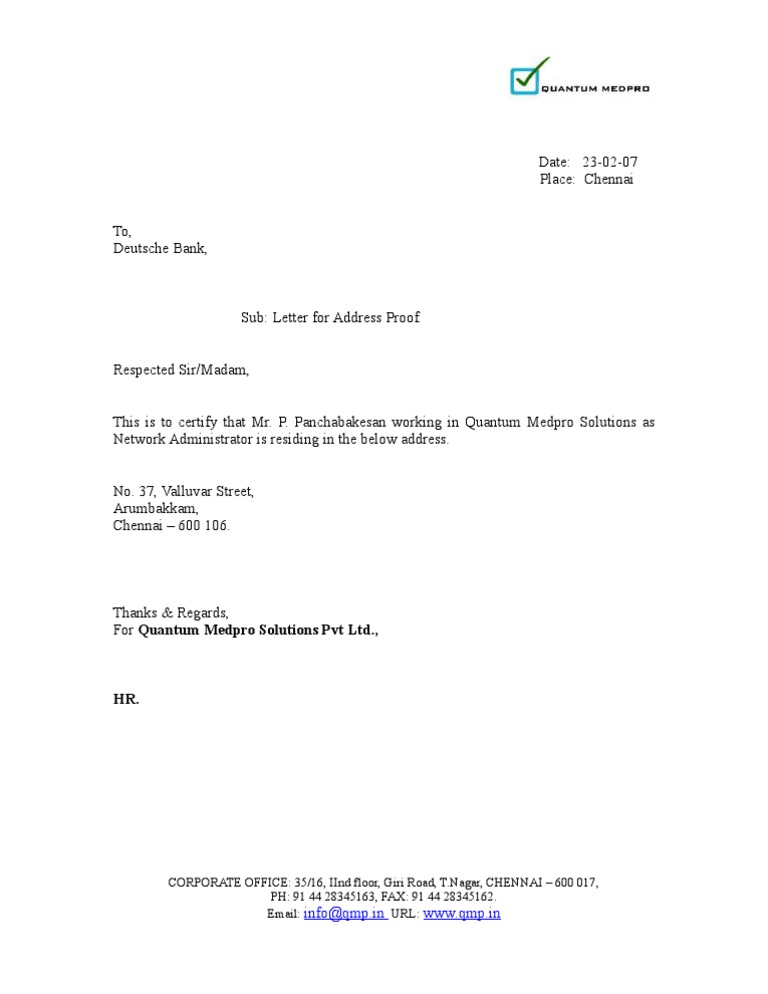 QUANTUM MEDPRO
Date: 23-02-07
Place: Chennai
To,
Deutsche Bank,
Sub: Letter for Address Proof
Respected Sir/Madam,
This is to certify that Mr. P. Panchabakesan working in Quantum Medpro Solutions as
Network Administrator is residing in the below address.
No. 37, Valluvar Street,
Arumbakkam,
Chennai – 600 106.
Thanks & Regards,
For Quantum Medpro Solutions Pvt Ltd.,
HR.
CORPORATE OFFICE: 35/16, IInd floor, Giri Road, T.Nagar, CHENNAI – 600 017,
PH: 91 44 28345163, FAX: 91 44 28345162.
Email: info@qmp.in URL: www.qmp.in